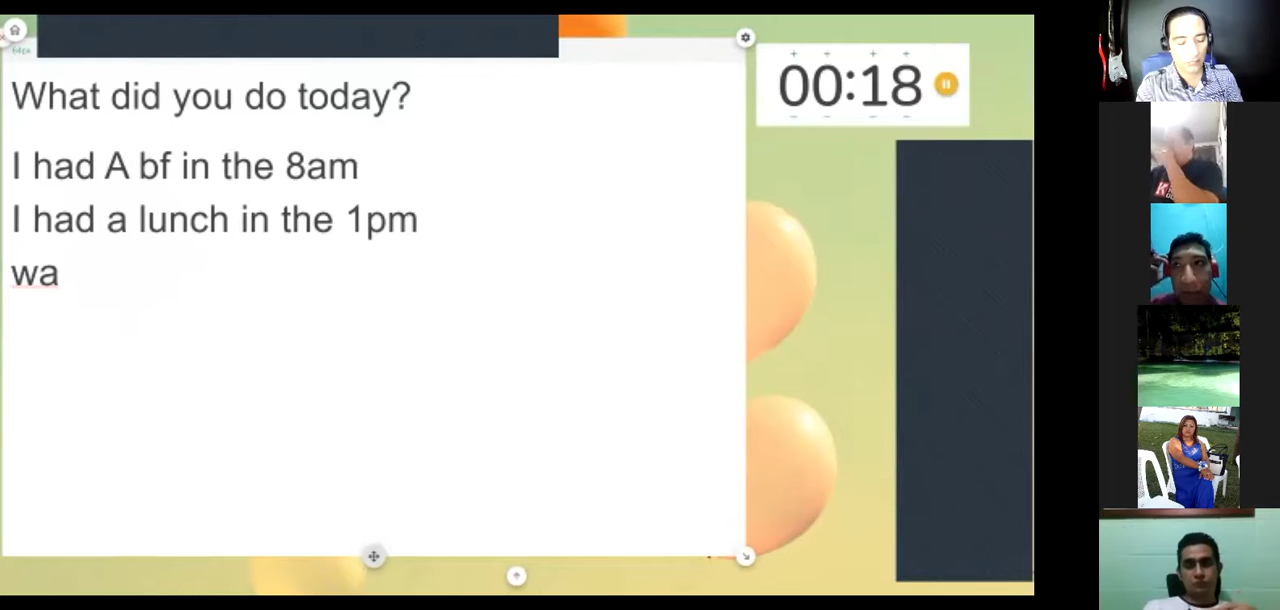 What did you do today?
00:18
I had A bf in the 8am
I had a lunch in the 1pm
wa